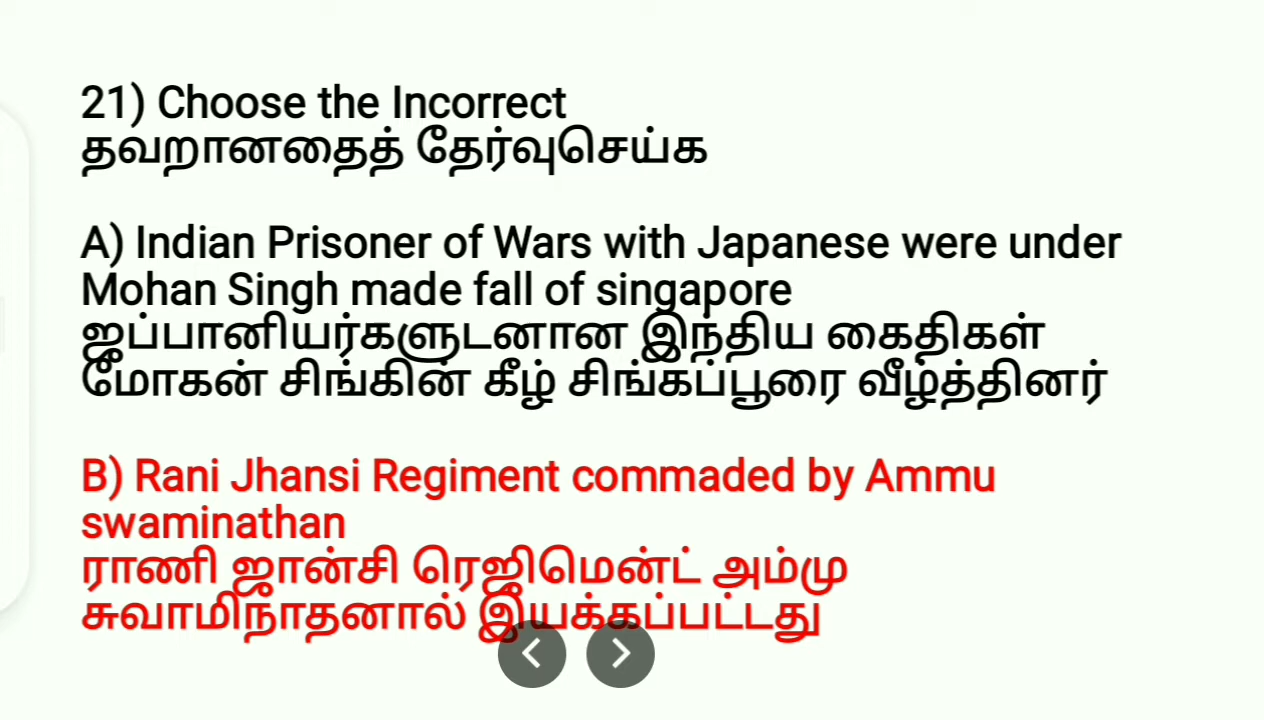 21) Choose the Incorrect
தவறானதைத் தேர்வுசெய்க
A) Indian Prisoner of Wars with Japanese were under
Mohan Singh made fall of singapore
ஜப்பானியர்களுடனான இந்திய கைதிகள்
மோகன் சிங்கின் கீழ் சிங்கப்பூரை வீழ்த்தினர்
B) Rani Jhansi Regiment commaded by Ammu
swaminathan
ராணி ஜான்சி ரெஜிமென்ட் அம்மு
சுவாமிநாதனால் இயக்கப்பட்டது